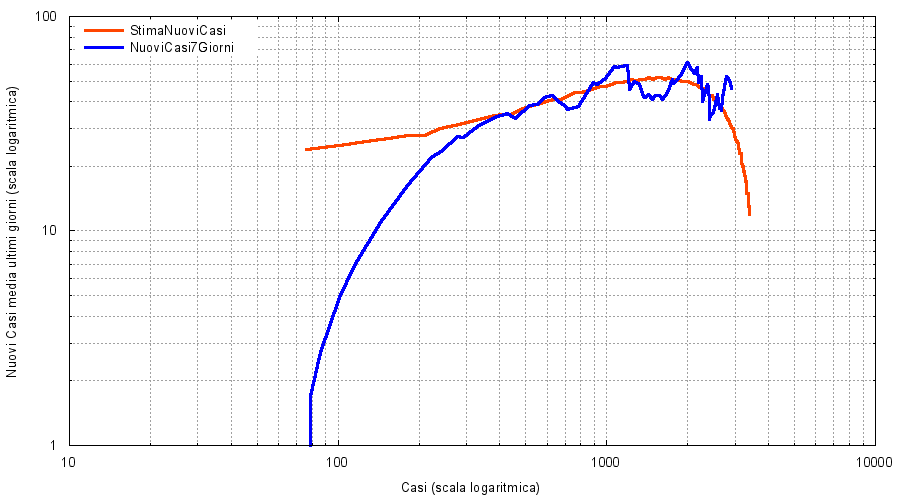 100
StimaNuoviCasi
NuoviCasi7Giorni
Nuovi Casi media ultimi giorni (scala logaritmica)
10
1
10
100
1000
10000
Casi (scala logaritmica)